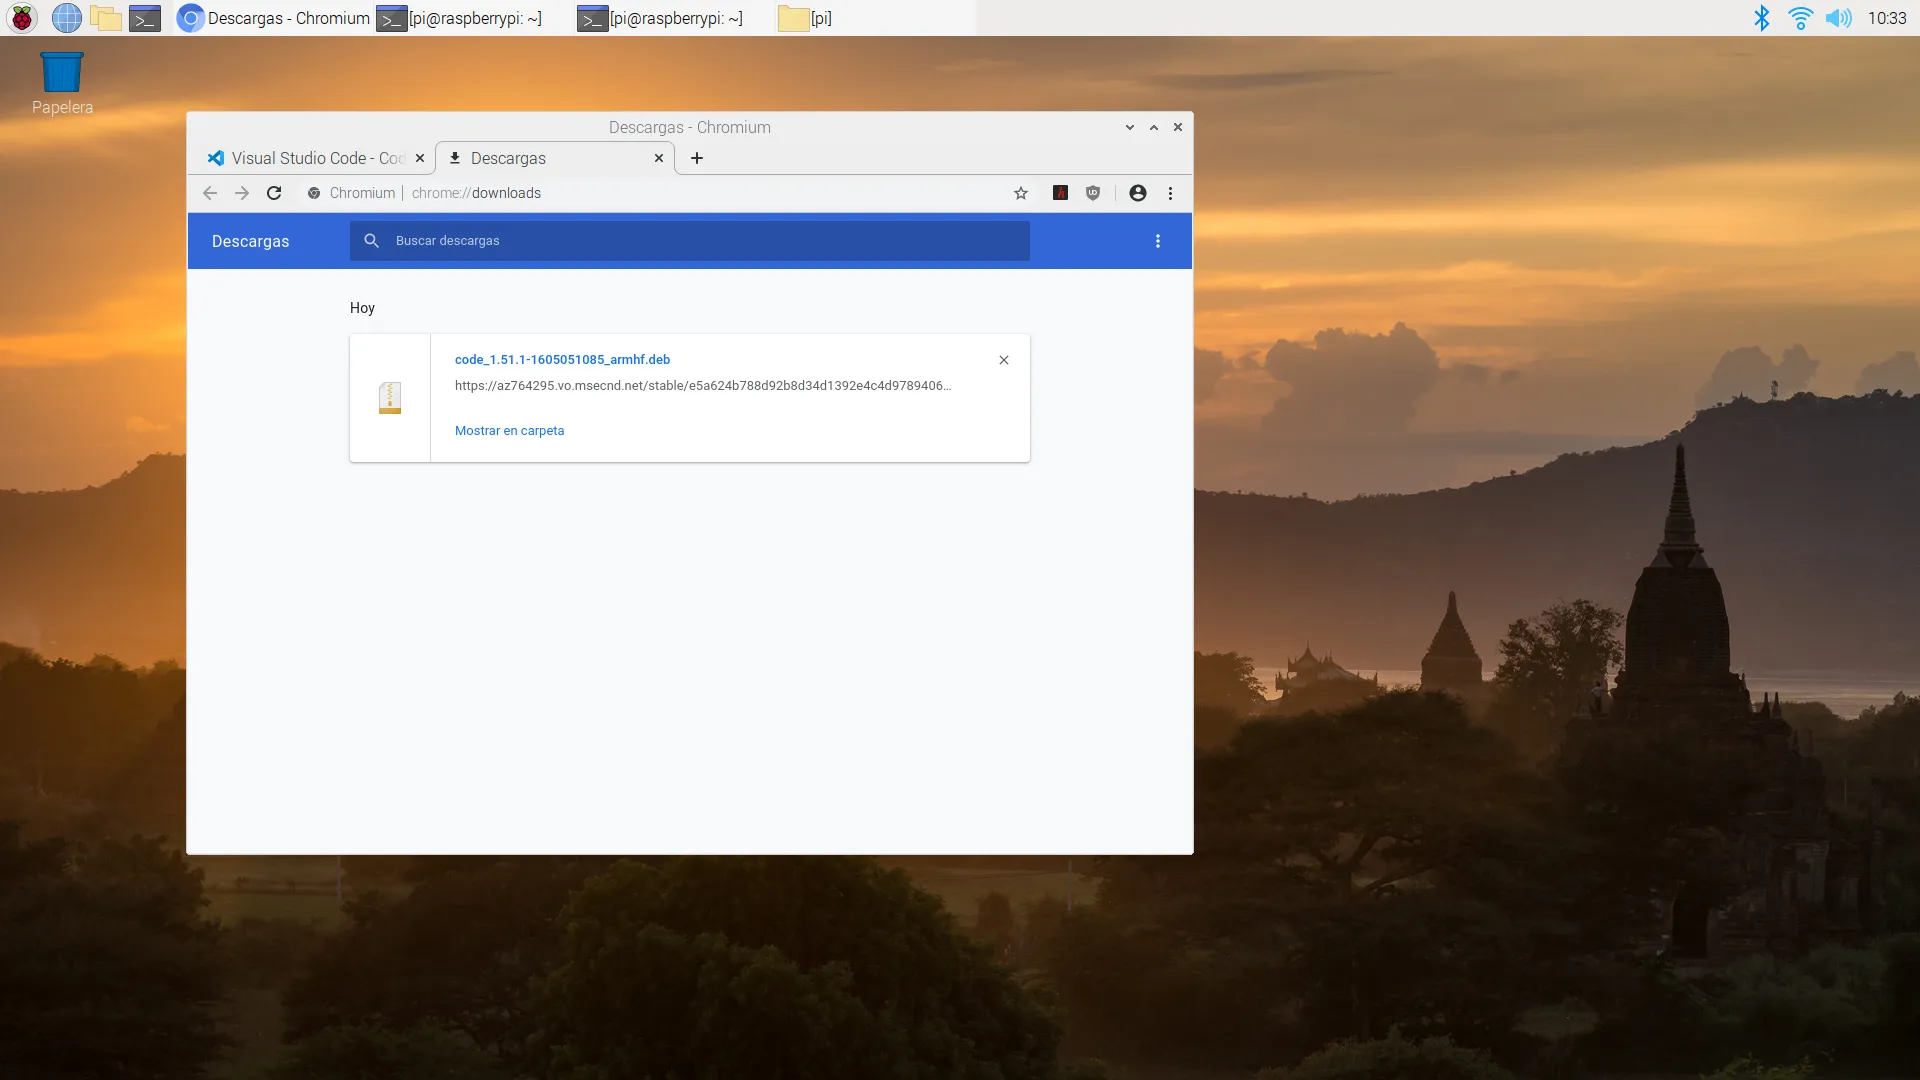 Descargas - Chromium
[pi@raspberrypi: ~]
[pi@raspberrypi: ~]
[pi]
10:33
Papelera
Descargas - Chromium
Visual Studio Code - Cod
Descargas
Chromium
chrome://downloads
Descargas
Buscar descargas
Hoy
code_1.51.1-1605051085_armhf.deb
https://az764295.vo.msecnd.net/stable/e5a624b788d92b8d34d1392e4c4d9789406...
Mostrar en carpeta